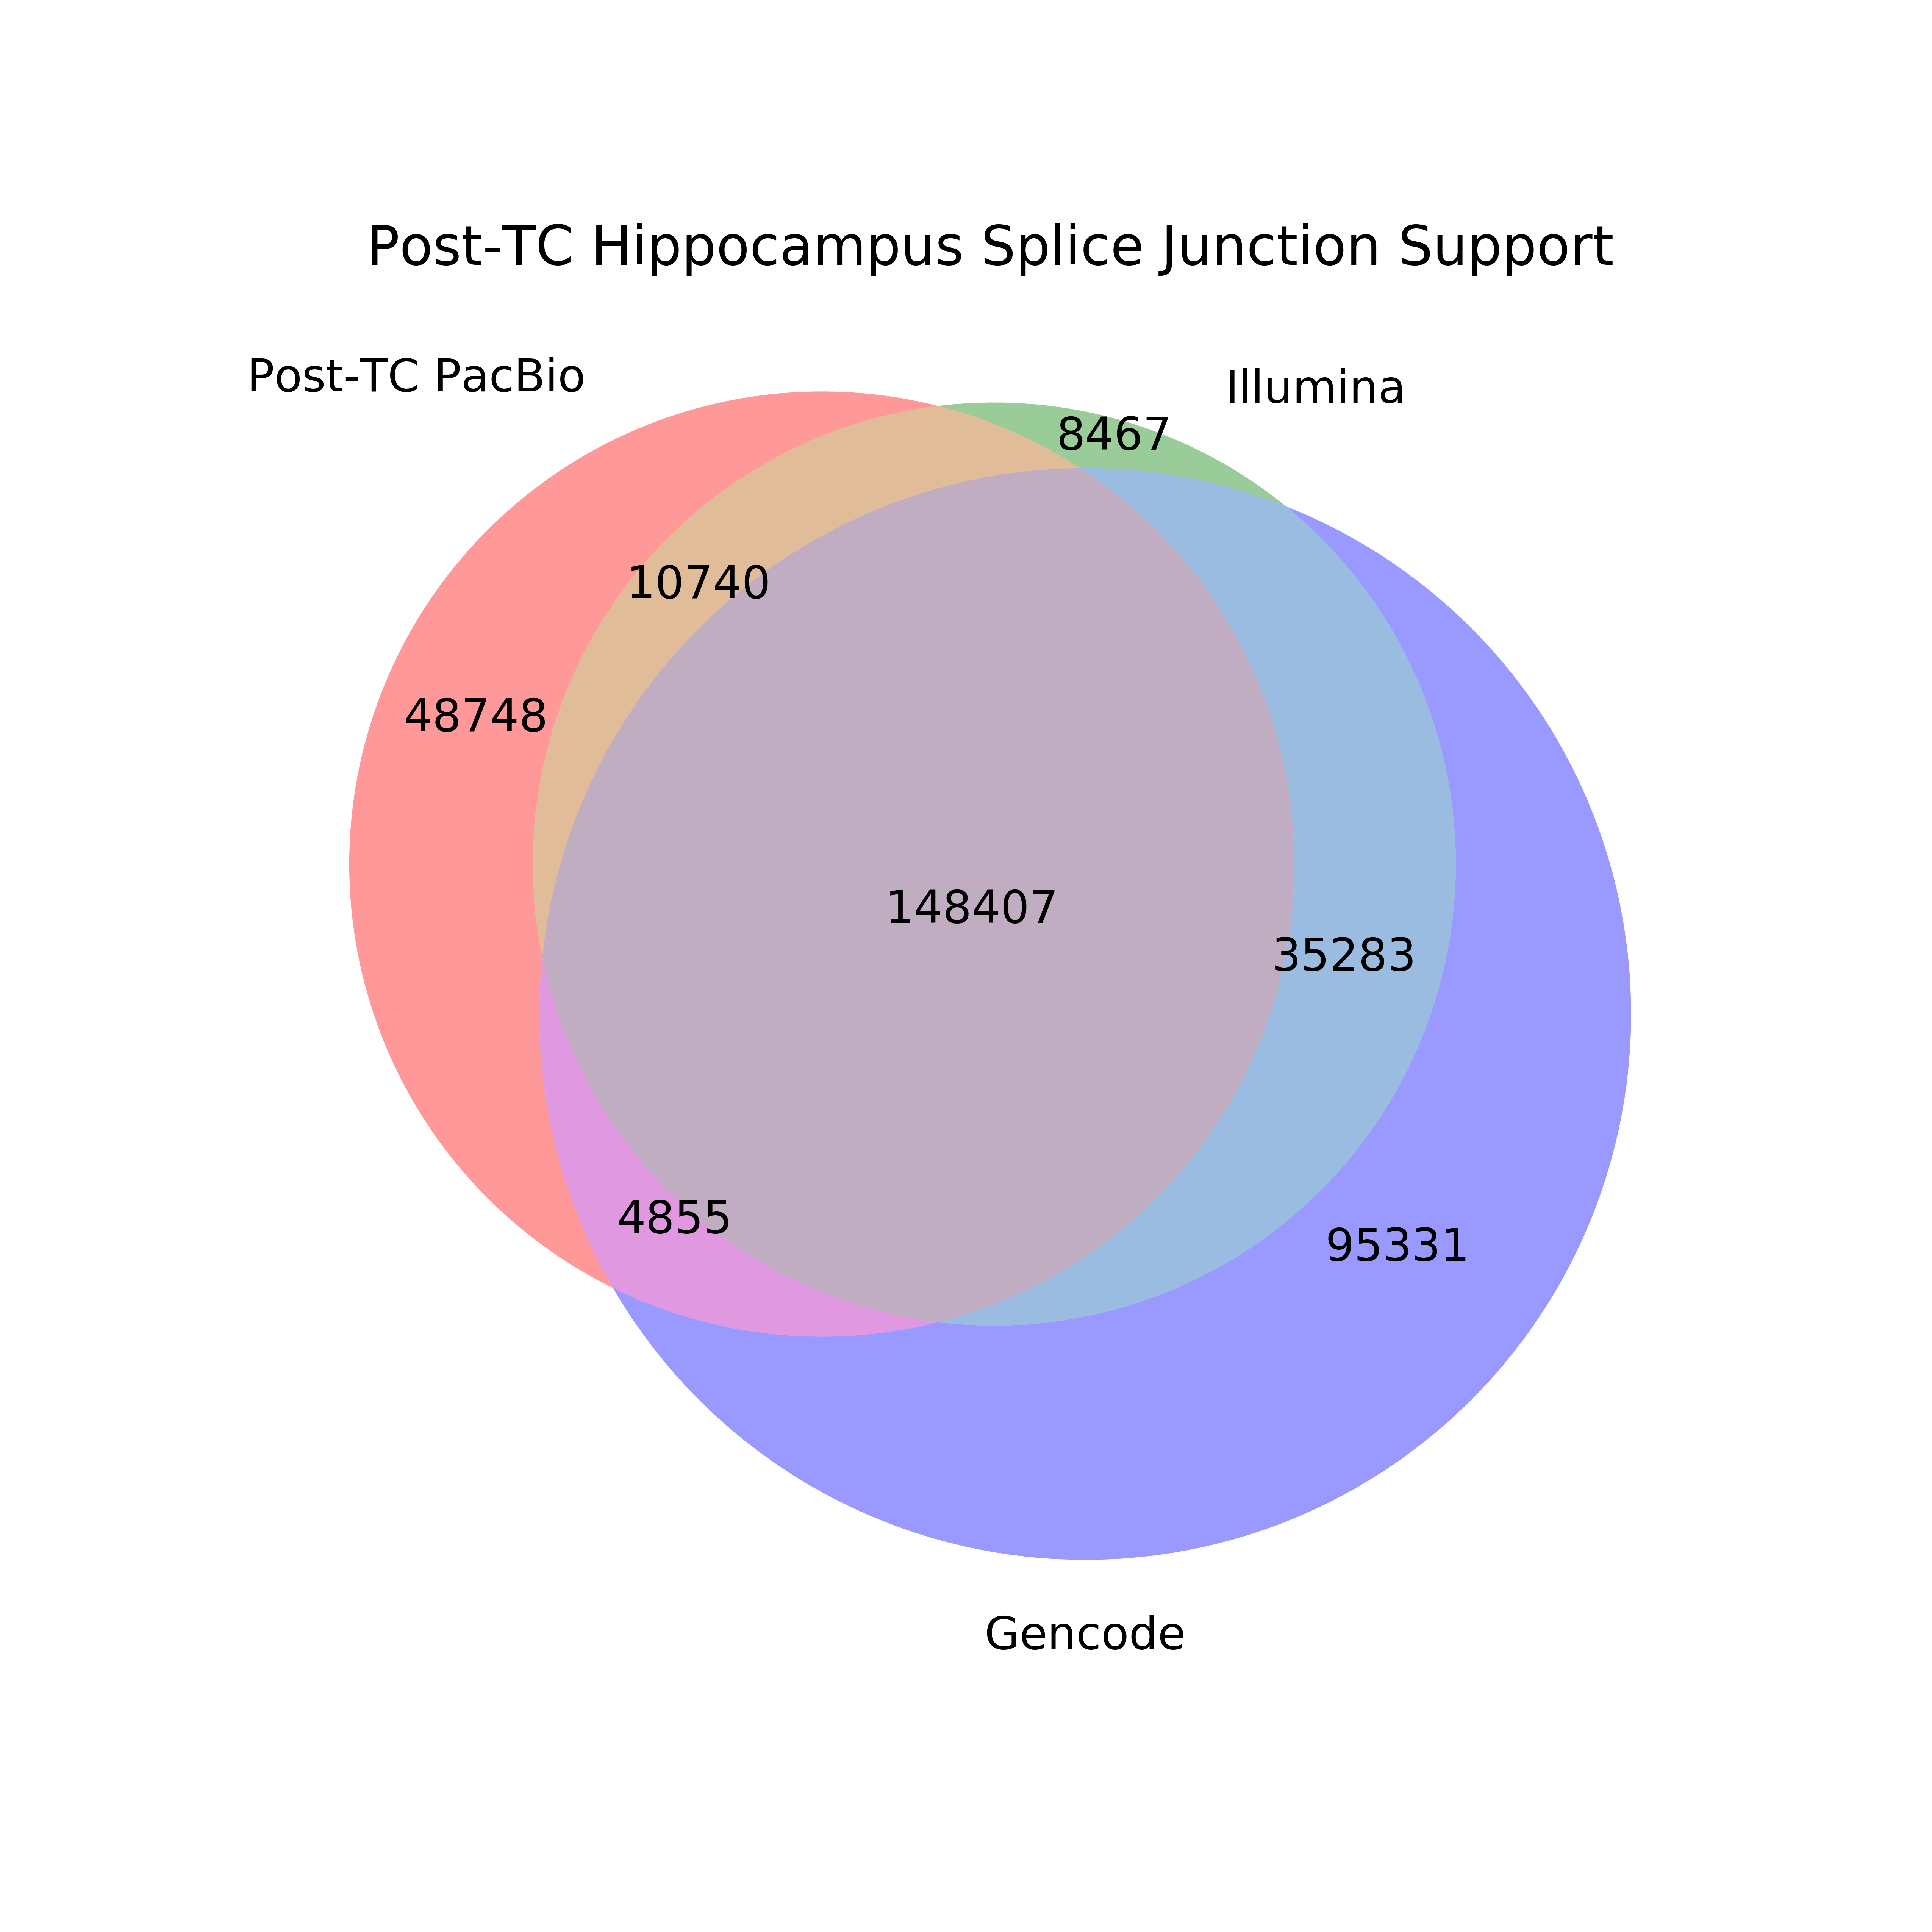 Post-TC Hippocampus Splice Junction Support
Post-TC PacBio
Illumina
8467
10740
48748
148407
35283
4855
95331
Gencode